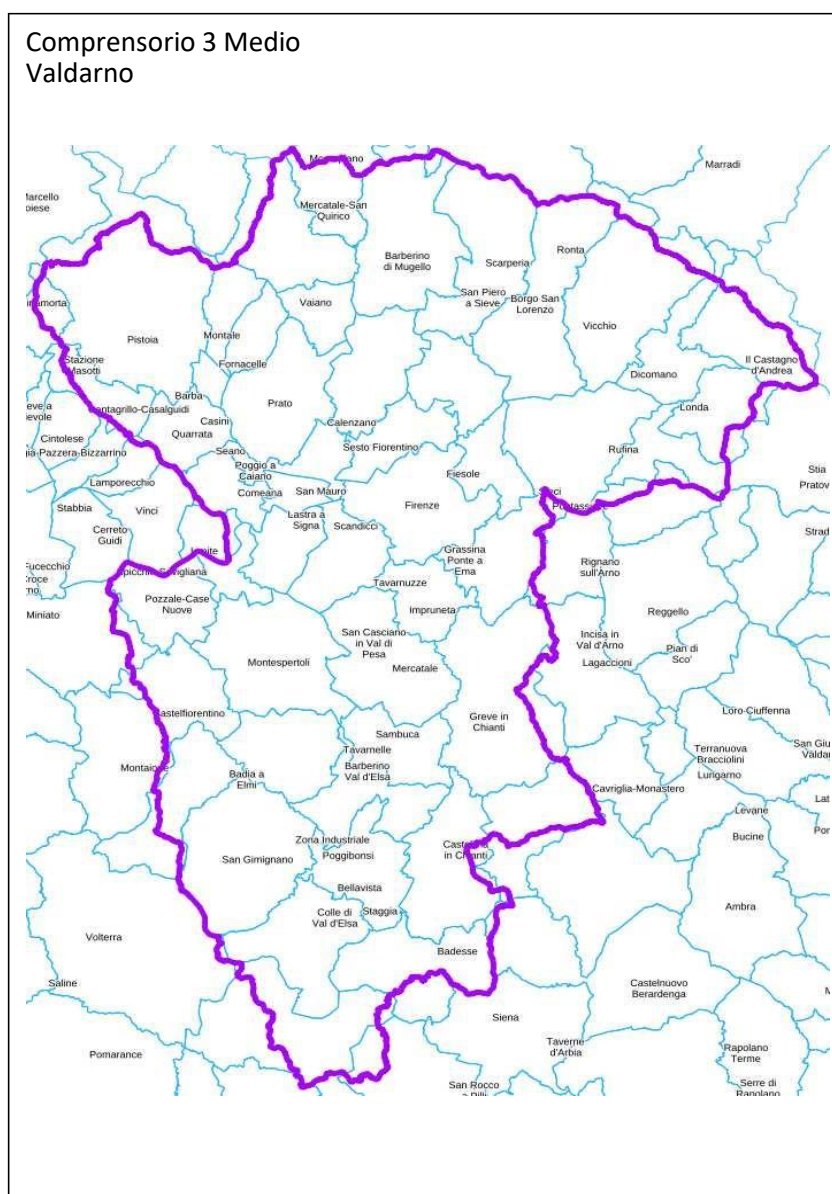 Comprensorio 3 Medio
Valdarno
Marradi
Mercatale-San
Quirico
Barberino
di Mugello
Scarperia
Ronta
San Piero
a Sieve
Borgo San
Lorenzo
Vaiano
Vicchio
Pistoia
Montale
Stazione
Masotti
Fornacelle
Il Castagno
d'Andrea
Dicomano
Londa
Barba
Prato
Casini
Quarrata
Calenzano
Cintolese
Seano
Sesto Fiorentino
Rufina
Poggio a
Caiano
Fiesole
Stia
Lamporecchio
Comeana
San Mauro
Firenze
Stabbia
Vinci
Lastra a
Signa
Scandicci
Cerreto
Guidi
Grassina
Ponte a
Ema
Rignano
sull'Arno
Fucecchio
Tavarnuzze
Pozzale-Case
Nuove
Impruneta
Reggello
Miniato
San Casciano
in Val di
Pesa
Incisa in
Val d'Arno
Lagaccioni
Pian di
Sco'
Montespertoli
Mercatale
Loro Ciuffenna
Castelfiorentino
Greve in
Chianti
Sambuca
Tavarnelle
Barberino
Val d'Elsa
Terranuova
Bracciolini
Lungarno
Montaione
Badia a
Elmi
Cavriglia-Monastero
Levane
Bucine
Zona Industriale
Poggibonsi
in Chianti
San Gimignano
Bellavista
Colle di
Val d'Elsa
Staggia
Ambra
Volterra
Badesse
Saline
Castelnuovo
Berardenga
Siena
Taverne
d'Arbia
Pomarance
Rapolano
Terme
San Rocco
Serre di
Rapolano